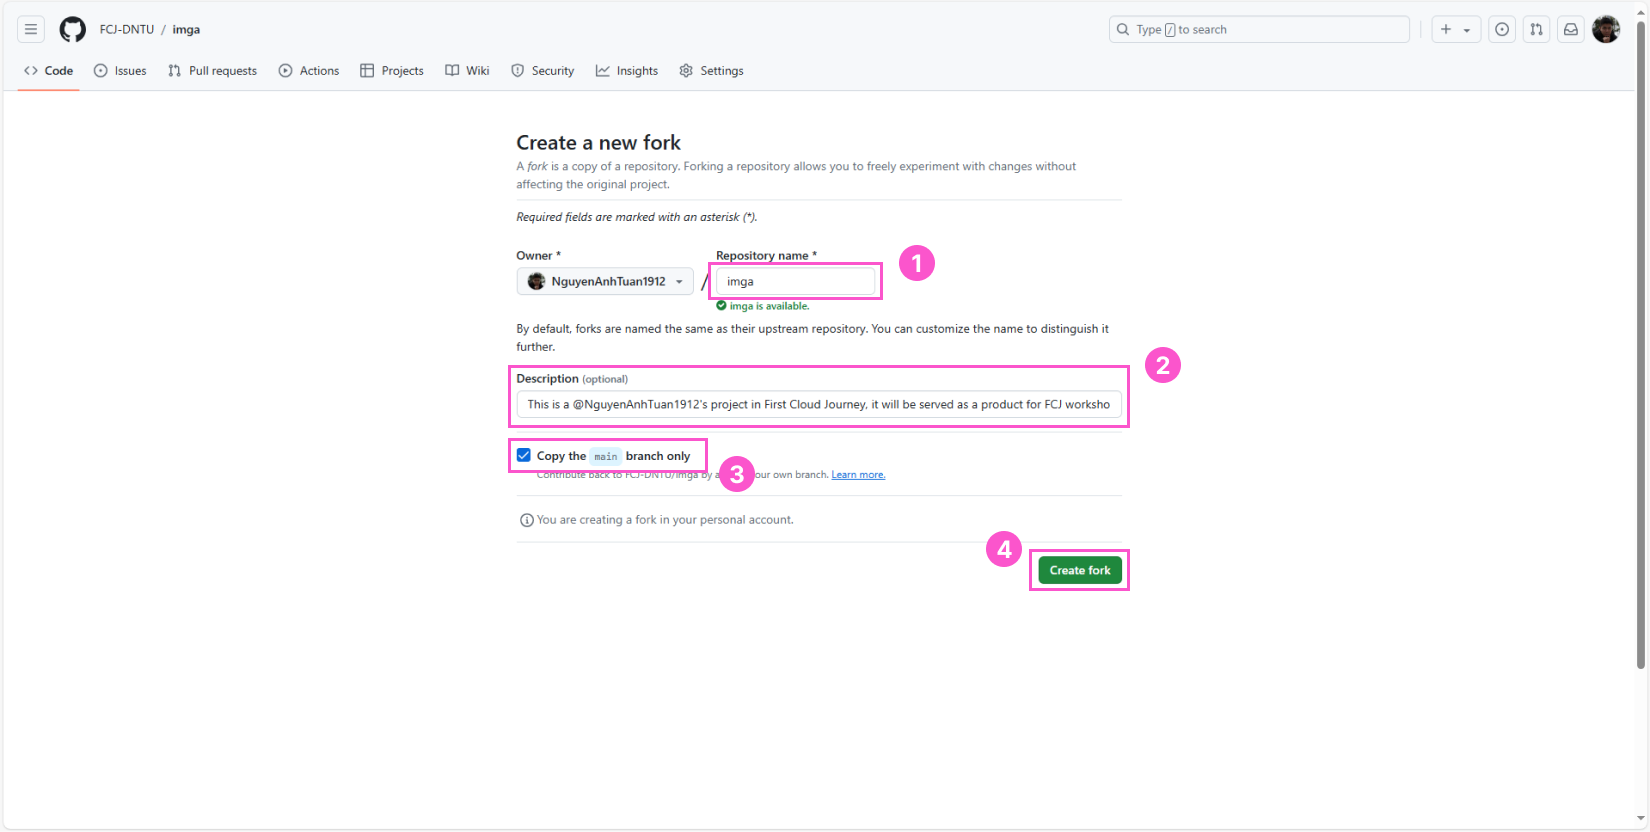 FCJ-DNTU / imga
Type / to search
Code Issues Pull requests Actions Projects Wiki Security Insights Settings
Create a new fork
A fork is a copy of a repository. Forking a repository allows you to freely experiment with changes without
affecting the original project.
Required fields are marked with an asterisk (*).
Owner * Repository name *
1
NguyenAnhTuan1912 / imga
imga is available.
By default, forks are named the same as their upstream repository. You can customize the name to distinguish it
further.
2
Description (optional)
This is a @NguyenAnhTuan1912's project in First Cloud Journey, it will be served as a product for FCJ worksho
Copy the main branch only
3
Contribute back to FCJ-DNTU/imga by a our own branch. Learn more.
You are creating a fork in your personal account.
4
Create fork